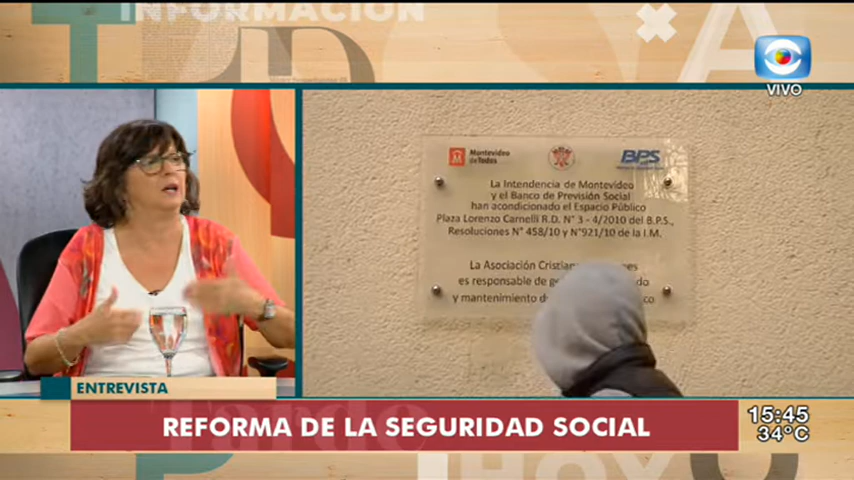 INFORMACIÓN
VIVO
Montevideo
de Todos
BPS
La Intendencia de Montevideo
y el Banco de Previsión Social
han acondicionado el Espacio Público
Plaza Lorenzo Carnelli R.D. N° 3 - 4/2010 del B.P.S.,
Resoluciones N° 458/10 y N°921/10 de la I.M.
La Asociación
es responsable de
y mantenimiento
ENTREVISTA
REFORMA DE LA SEGURIDAD SOCIAL
15:45
34°C
Tarde
HOY